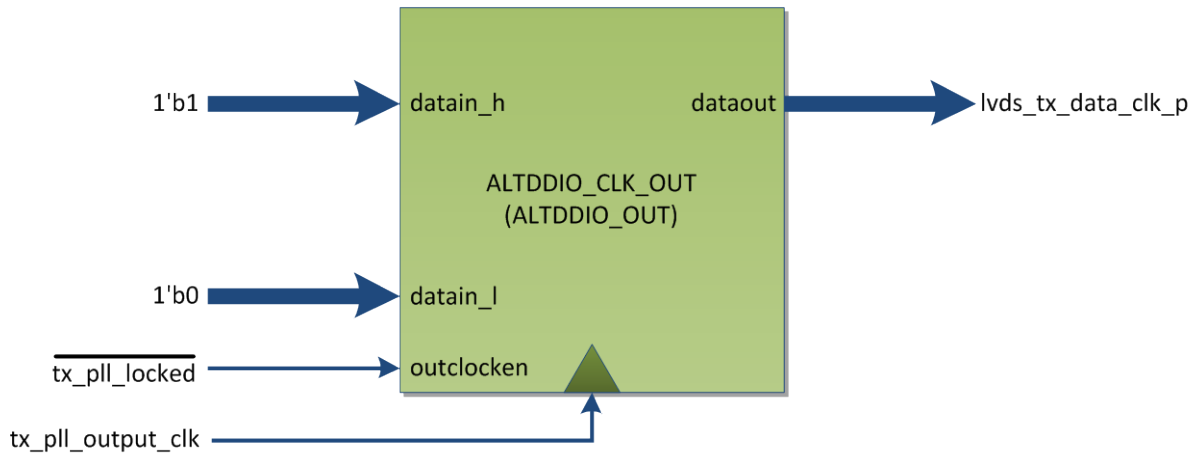 1'b1
datain_h
dataout
lvds_tx_data_clk_p
ALTDDIO_CLK_OUT
(ALTDDIO_OUT)
1'b0
datain_l
tx_pll_locked
outclocken
tx_pll_output_clk